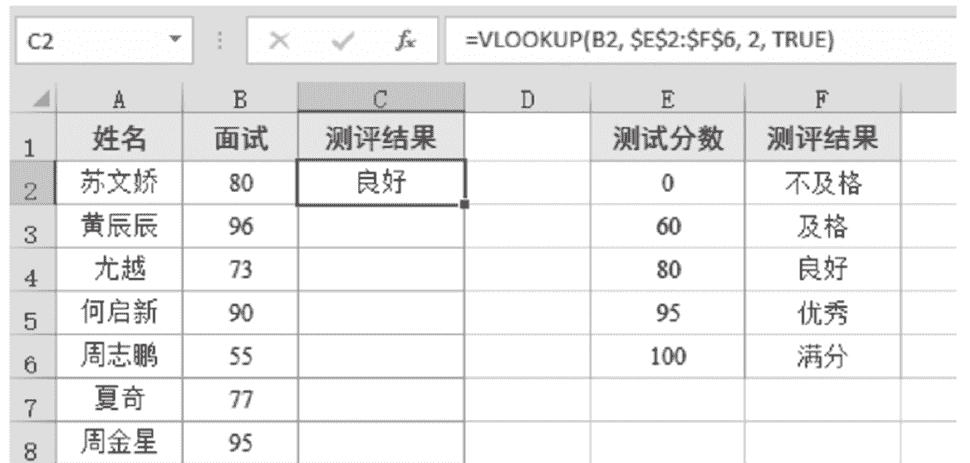 C2 fx =VLOOKUP(B2, $E$2:$F$6, 2, TRUE)
A B C D E F
1 姓名 面试 测评结果 测试分数 测评结果
2 苏文娇 80 良好 0 不及格
3 黄辰辰 96 60 及格
4 尤越 73 80 良好
5 何启新 90 95 优秀
6 周志鹏 55 100 满分
7 夏奇 77
8 周金星 95